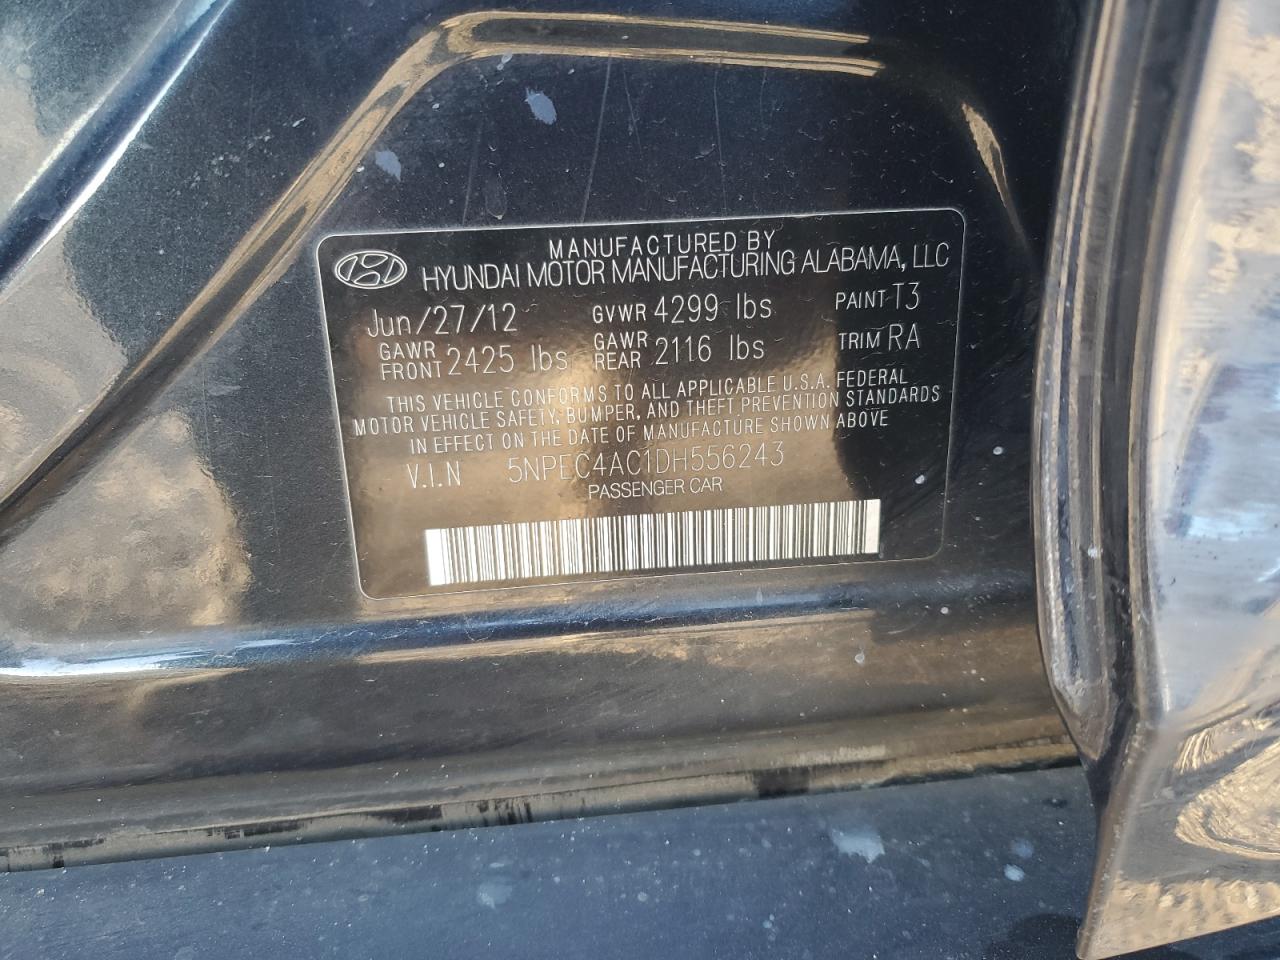 MANUFACTURED BY
HYUNDAI MOTOR MANUFACTURING ALABAMA, LLC
Jun/27/12 GVWR 4299 lbs PAINT T3
GAWR FRONT 2425 lbs GAWR REAR 2116 lbs TRIM RA
THIS VEHICLE CONFORMS TO ALL APPLICABLE U.S.A. FEDERAL
MOTOR VEHICLE SAFETY, BUMPER, AND THEFT PREVENTION STANDARDS
IN EFFECT ON THE DATE OF MANUFACTURE SHOWN ABOVE
V.I.N 5NPEC4AC1DH556243
PASSENGER CAR